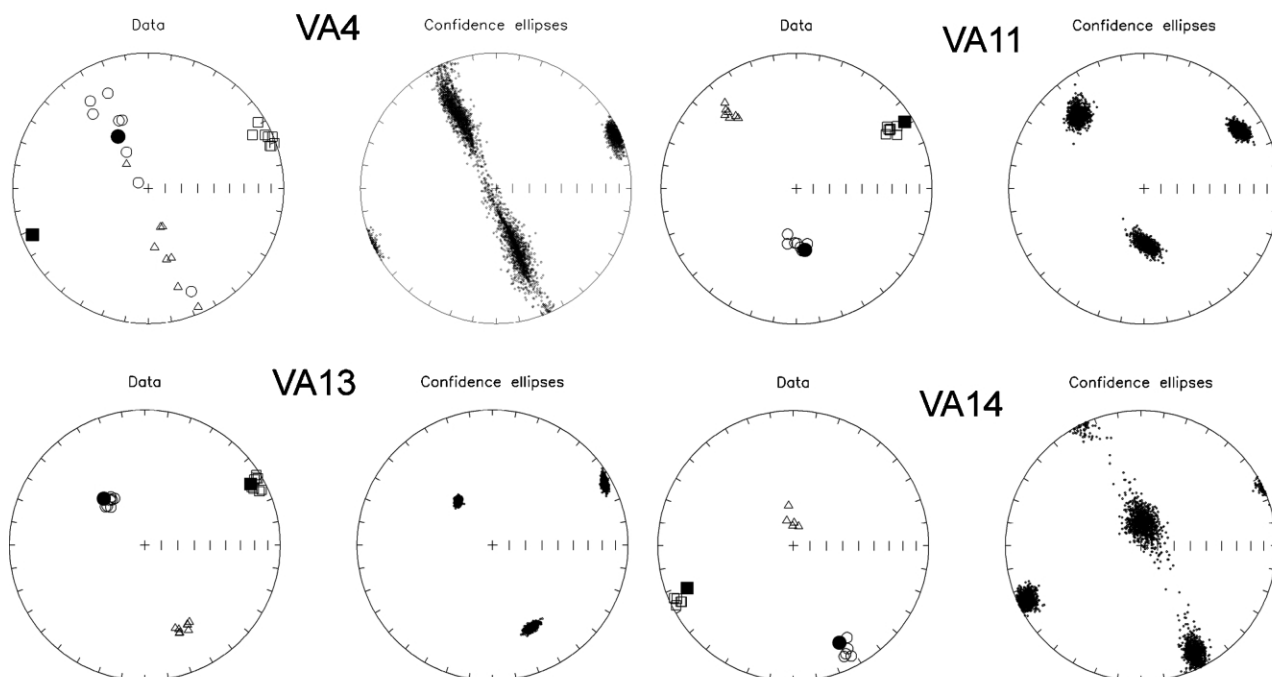 Data VA4 Confidence ellipses
Data VA11 Confidence ellipses
Data VA13 Confidence ellipses
Data VA14 Confidence ellipses